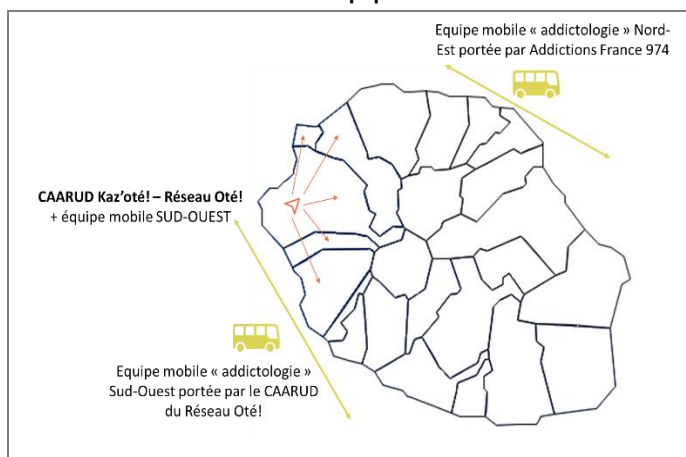 Equipe mobile « addictologie » Nord-
Est portée par Addictions France 974
CAARUD Kaz’oté! – Réseau Oté!
+ équipe mobile SUD-OUEST
Equipe mobile « addictologie »
Sud-Ouest portée par le CAARUD
du Réseau Oté!